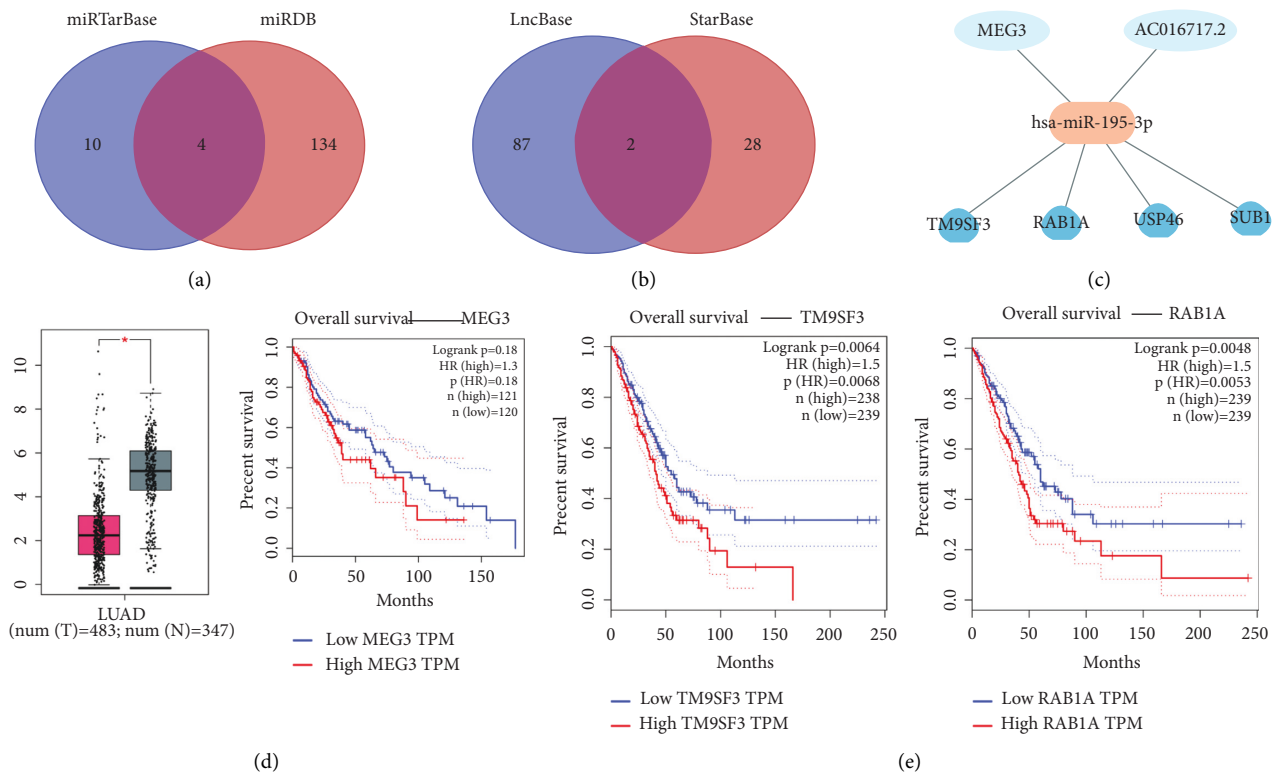 miRTarBase miRDB
10 4 134
(a)
LncBase StarBase
87 2 28
(b)
MEG3 AC016717.2
hsa-miR-195-3p
TM9SF3 RAB1A USP46 SUB1
(c)
*
10
8
6
4
2
0
LUAD
(num (T)=483; num (N)=347)
Overall survival MEG3
Logrank p=0.18
HR (high)=1.3
p (HR)=0.18
n (high)=121
n (low)=120
Precent survival
1.0
0.8
0.6
0.4
0.2
0.0
0 50 100 150
Months
Low MEG3 TPM
High MEG3 TPM
(d)
Overall survival TM9SF3
Logrank p=0.0064
HR (high)=1.5
p (HR)=0.0068
n (high)=238
n (low)=239
Precent survival
1.0
0.8
0.6
0.4
0.2
0.0
0 50 100 150 200 250
Months
Low TM9SF3 TPM
High TM9SF3 TPM
Overall survival RAB1A
Logrank p=0.0048
HR (high)=1.5
p (HR)=0.0053
n (high)=239
n (low)=239
Precent survival
1.0
0.8
0.6
0.4
0.2
0.0
0 50 100 150 200 250
Months
Low RAB1A TPM
High RAB1A TPM
(e)